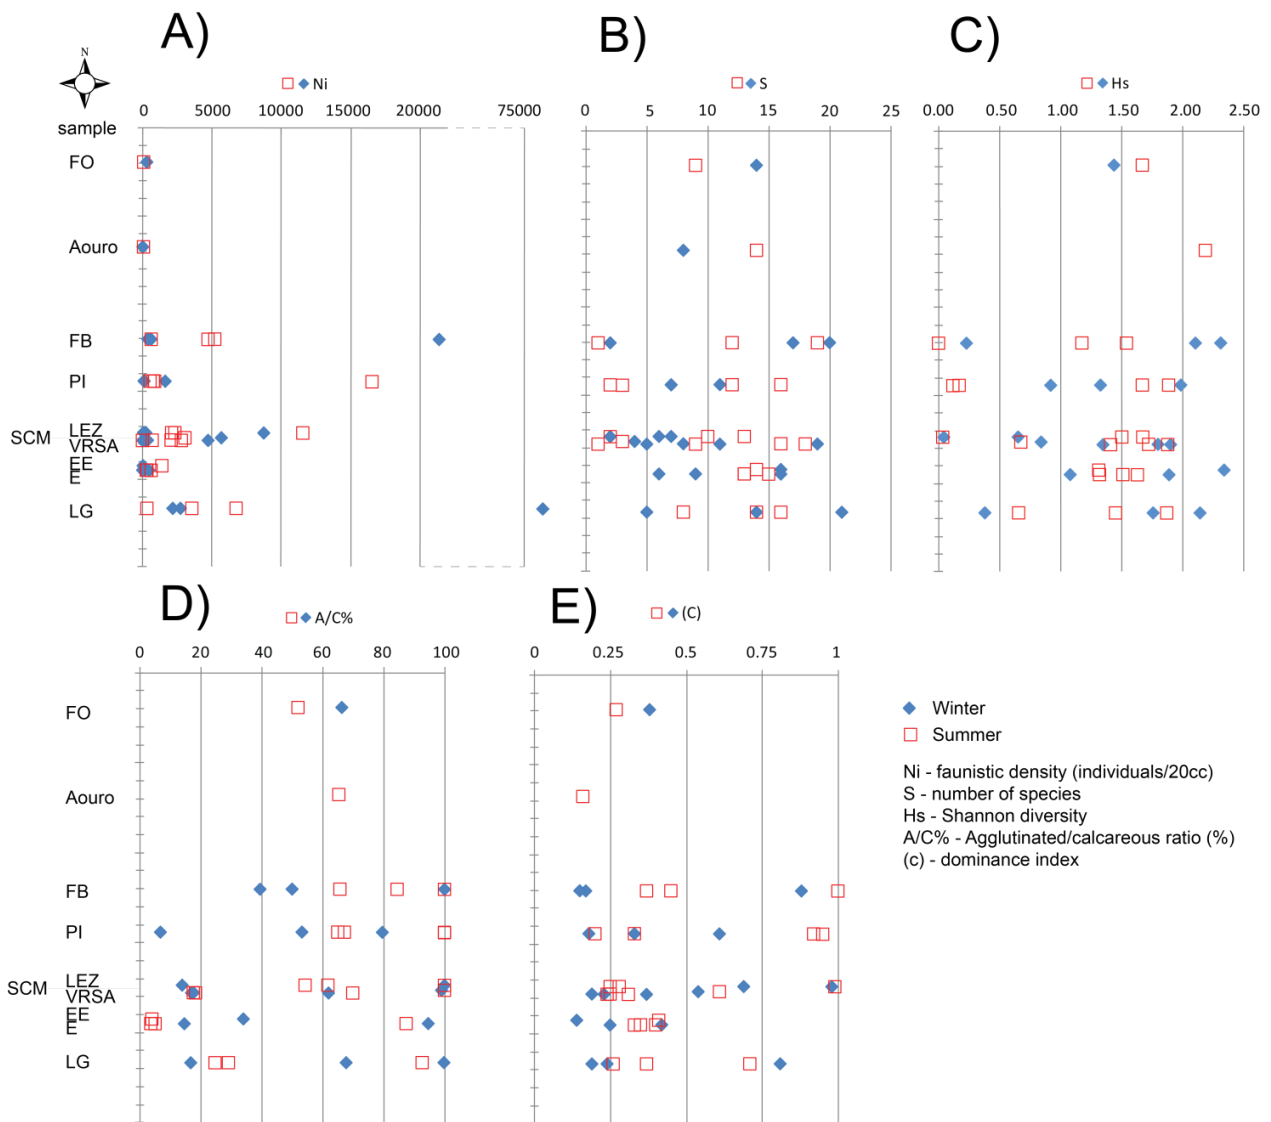 A)
B)
C)
N
Ni
S
Hs
0 5000 10000 15000 20000 75000
0 5 10 15 20 25
0.00 0.50 1.00 1.50 2.00 2.50
sample
FO
Aouro
FB
PI
LEZ
SCM
VRSA
EE
E
LG
D)
E)
A/C%
(C)
0 20 40 60 80 100
0 0.25 0.5 0.75 1
FO
Aouro
FB
PI
LEZ
SCM
VRSA
EE
E
LG
Winter
Summer
Ni - faunistic density (individuals/20cc)
S - number of species
Hs - Shannon diversity
A/C% - Agglutinated/calcareous ratio (%)
(c) - dominance index